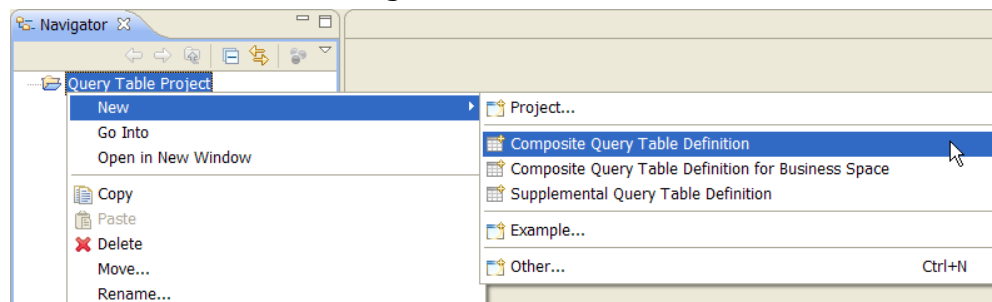 Navigator
Query Table Project
New
Go Into
Open in New Window
Copy
Paste
Delete
Move...
Rename...
Project...
Composite Query Table Definition
Composite Query Table Definition for Business Space
Supplemental Query Table Definition
Example...
Other... Ctrl+N